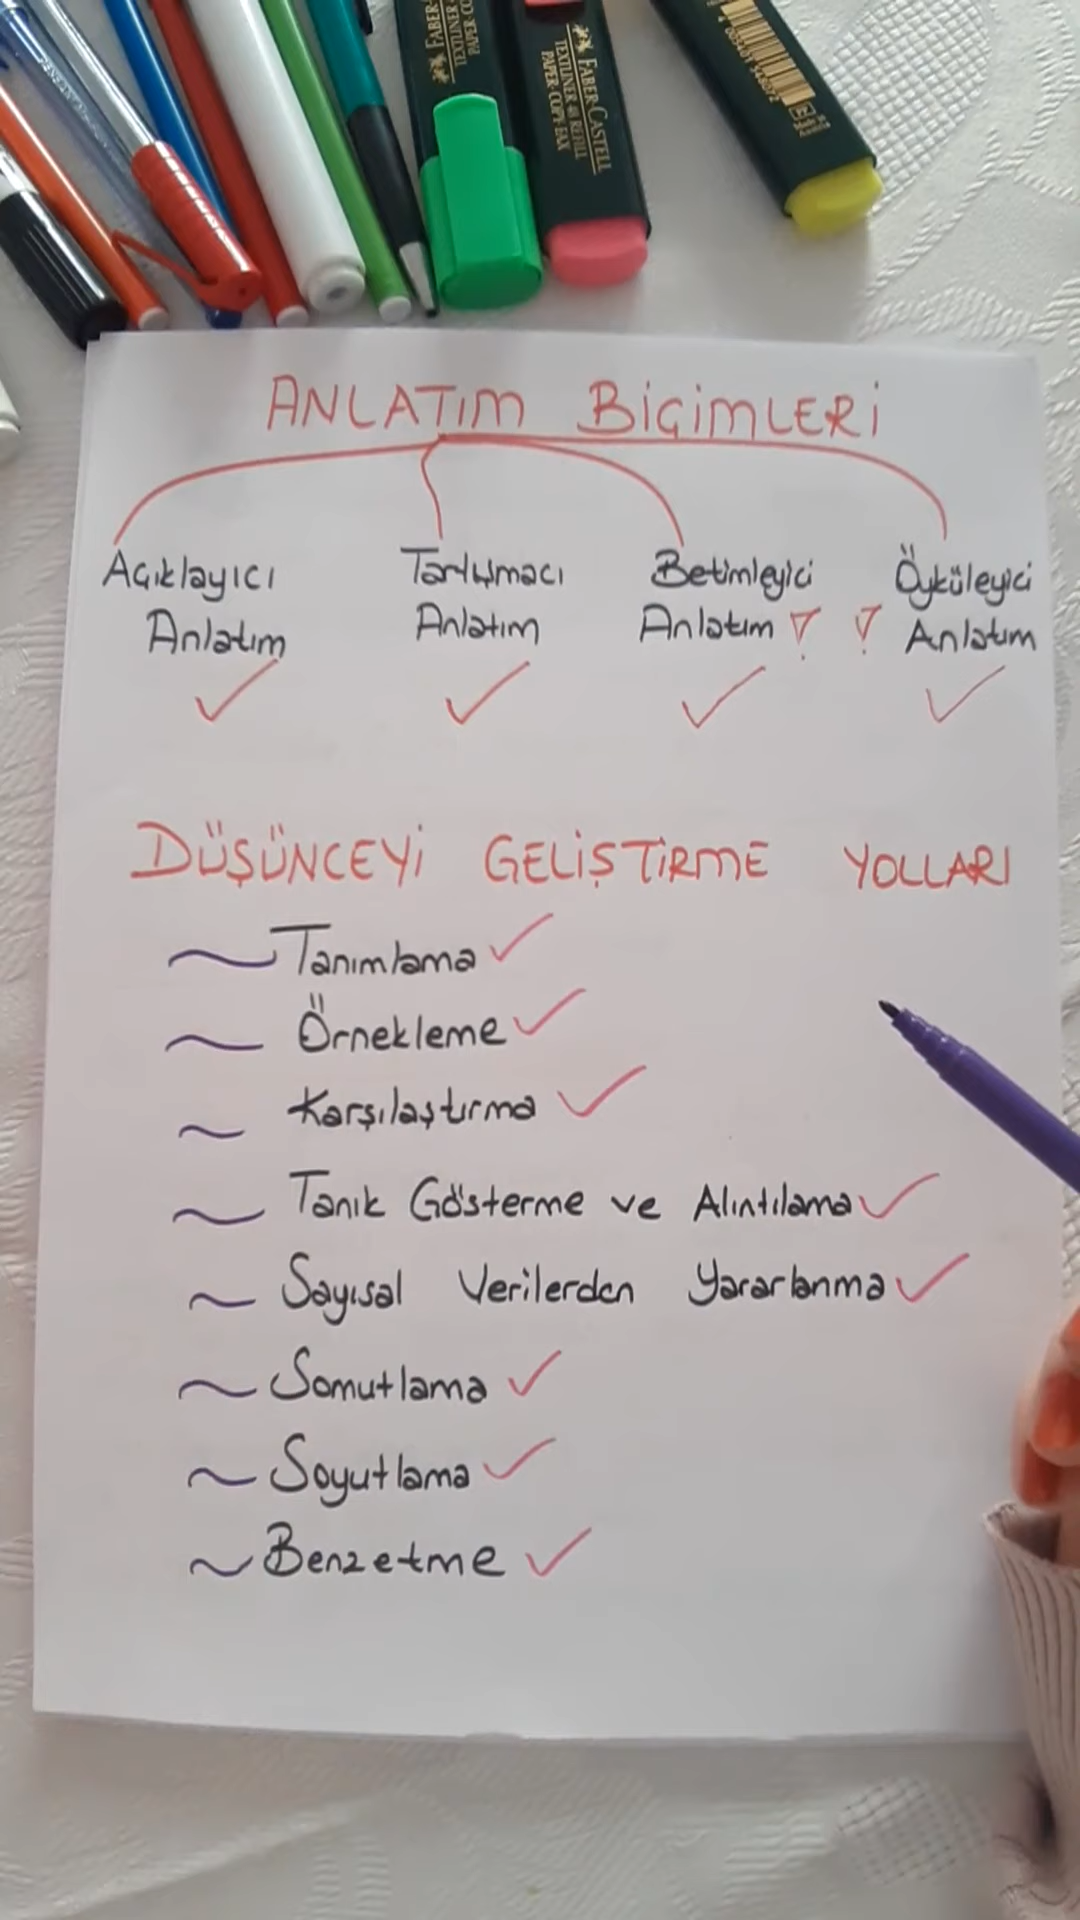 FABER-CASTELL
TEXTLINER 48 REFILL
PAPER·COPY·FAX
ANLATIM BİÇİMLERİ
Açıklayıcı Anlatım
Tartışmacı Anlatım
Betimleyici Anlatım !
! Öyküleyici Anlatım
DÜŞÜNCEYİ GELİŞTİRME YOLLARI
~ Tanımlama ✓
~ Örnekleme ✓
~ Karşılaştırma ✓
~ Tanık Gösterme ve Alıntılama ✓
~ Sayısal Verilerden Yararlanma ✓
~ Somutlama ✓
~ Soyutlama ✓
~ Benzetme ✓